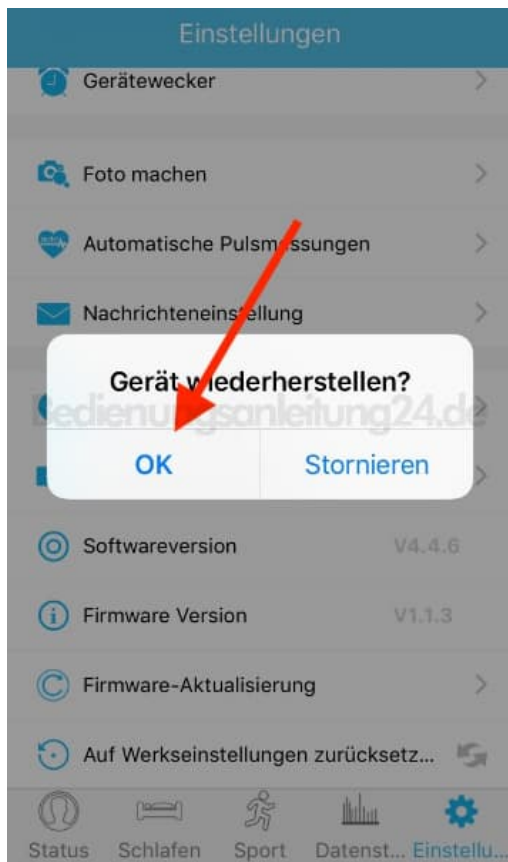 Einstellungen
Gerätewecker
Foto machen
Automatische Pulsmessungen
Nachrichteneinstellung
Gerät wiederherstellen?
Bedienungsanleitung24.de
OK Stornieren
Softwareversion V4.4.6
Firmware Version V1.1.3
Firmware-Aktualisierung
Auf Werkseinstellungen zurücksetz...
Status Schlafen Sport Datenst... Einstellu...